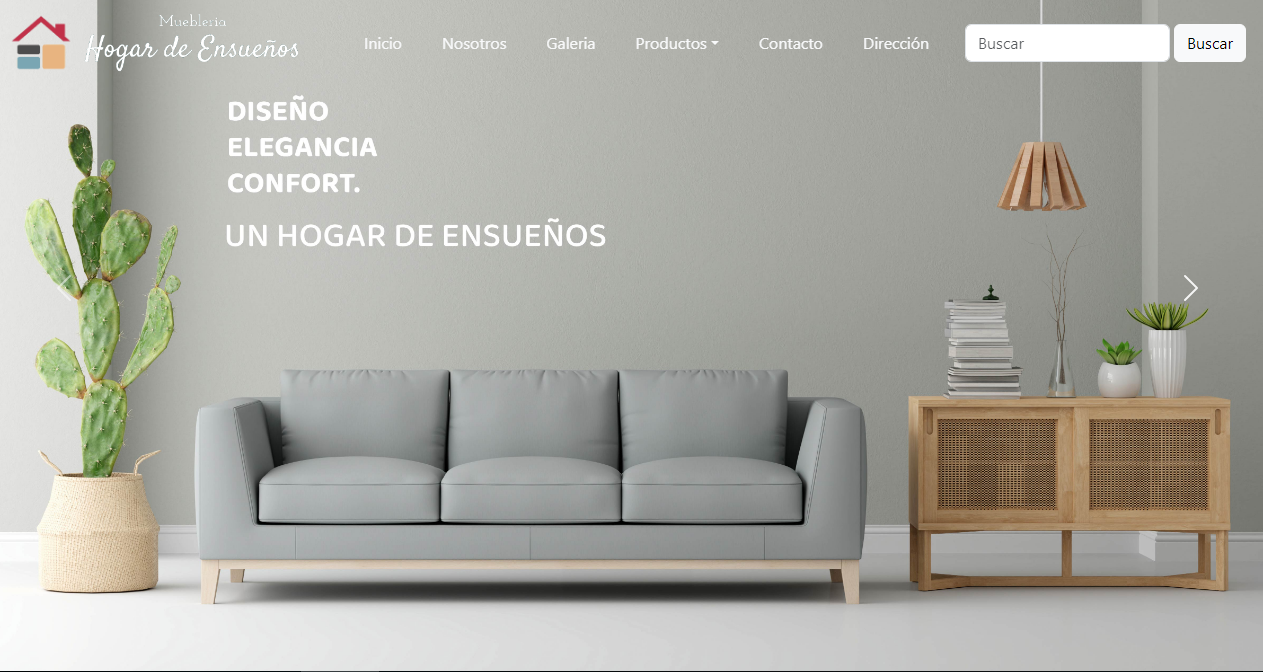 Mueblería
Hogar de Ensueños
Inicio
Nosotros
Galeria
Productos
Contacto
Dirección
Buscar
Buscar
DISEÑO
ELEGANCIA
CONFORT.
UN HOGAR DE ENSUEÑOS